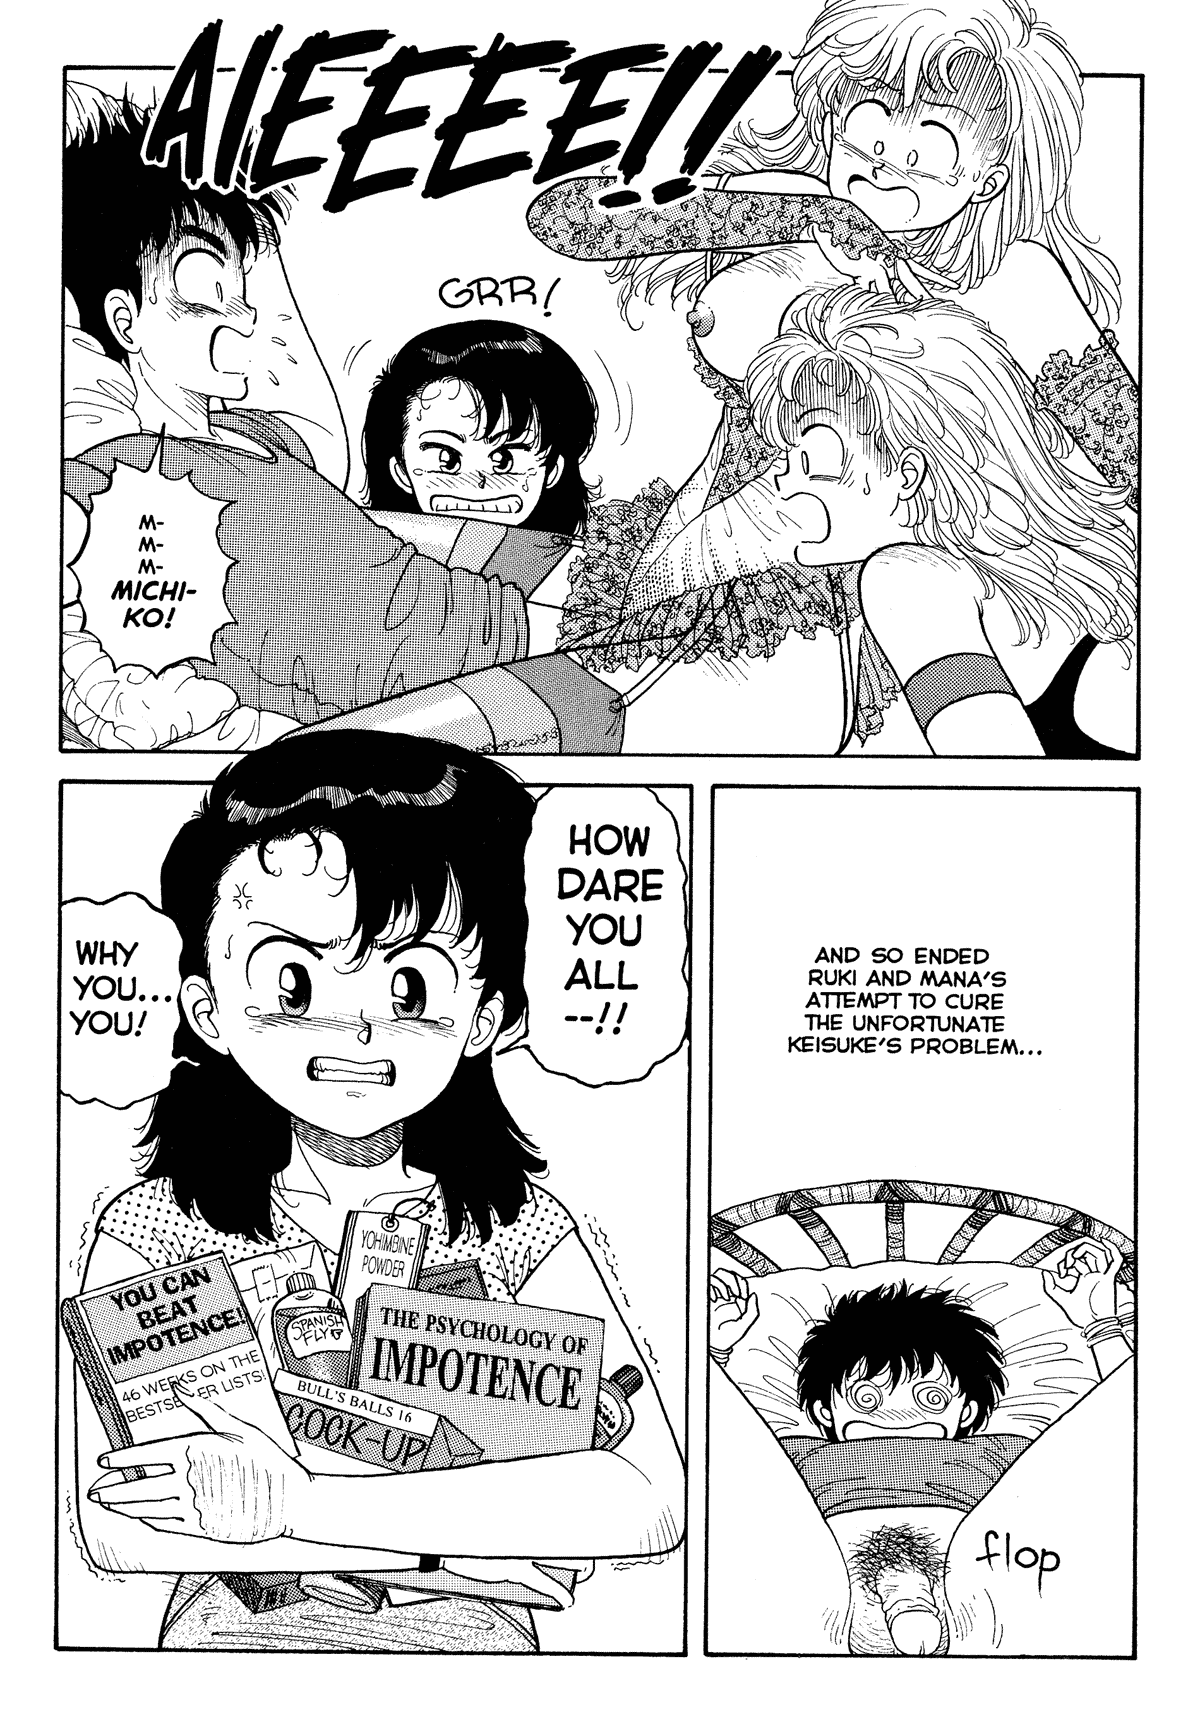 AIEEEE!!
GRR!
M-
M-
M-
MICHI-
KO!
HOW
DARE
YOU
ALL
--!!
WHY
YOU...
YOU!
YOU CAN
BEAT
IMPOTENCE!
46 WEEKS ON THE
YOHIMBINE
POWDER
SPANISH
FLY
THE PSYCHOLOGY OF
IMPOTENCE
BULL'S BALLS 16
COCK-UP
AND SO ENDED
RUKI AND MANA'S
ATTEMPT TO CURE
THE UNFORTUNATE
KEISUKE'S PROBLEM...
flop